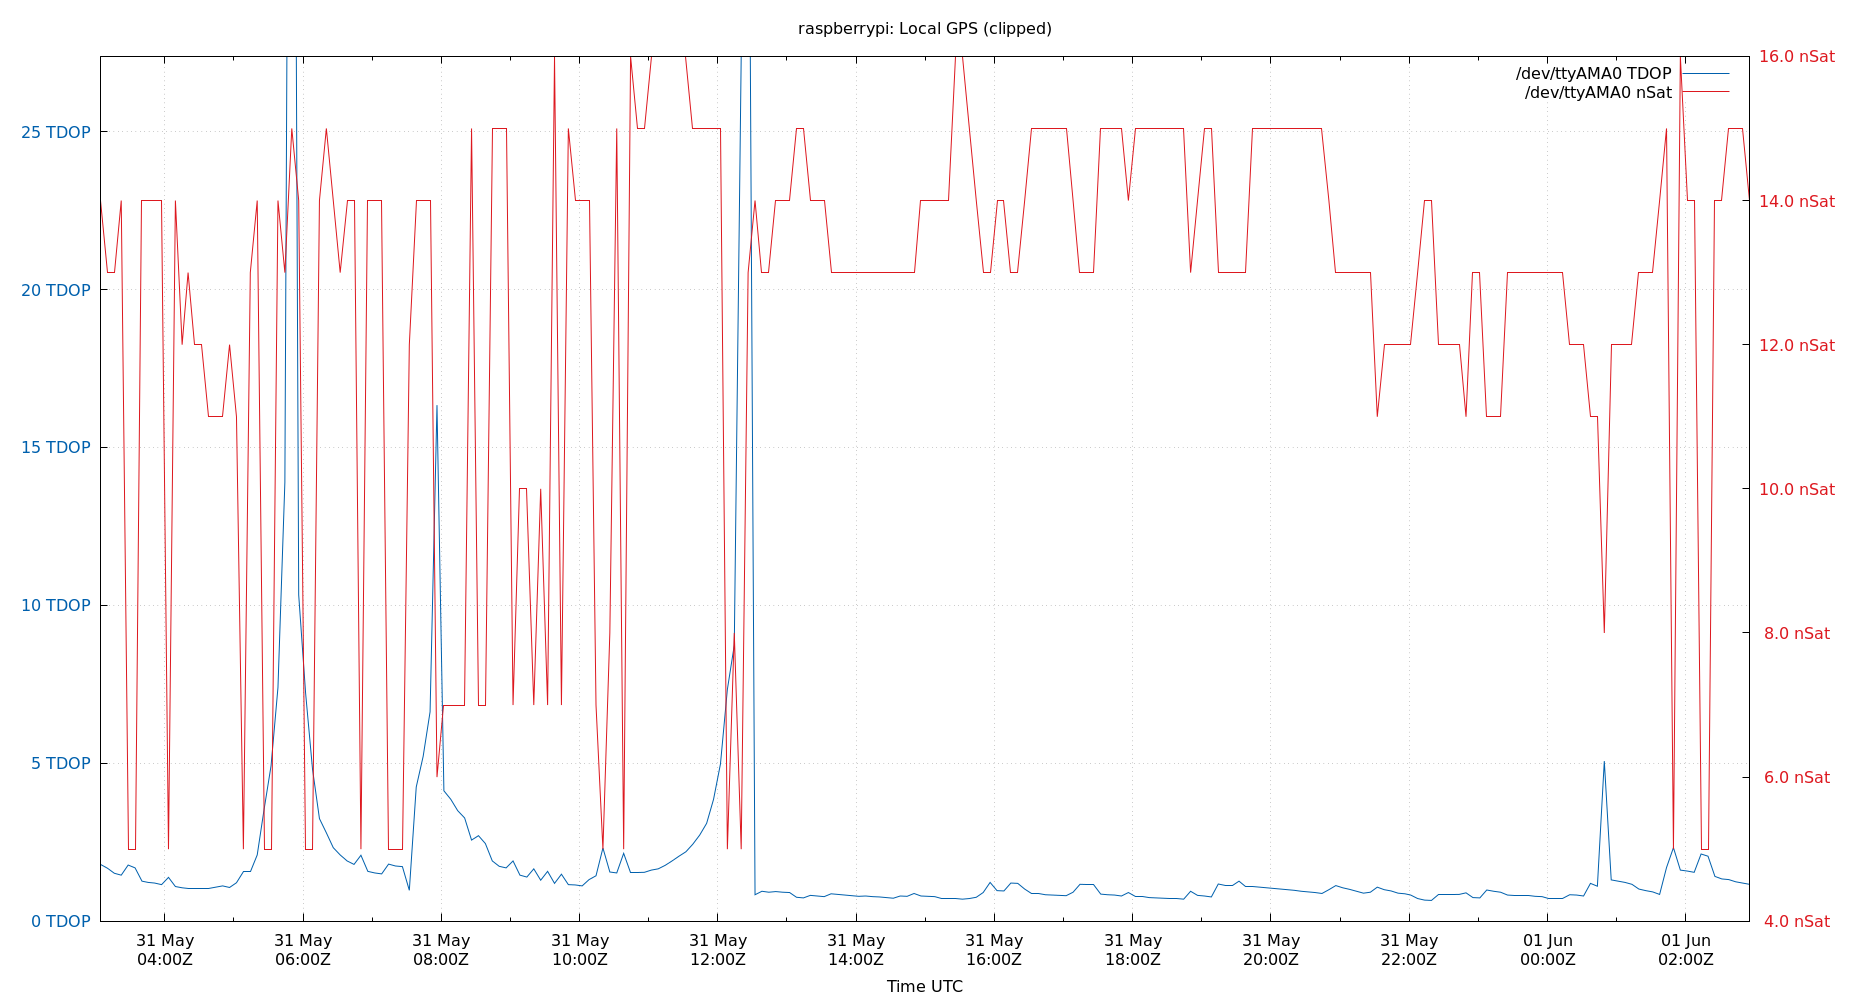 raspberrypi: Local GPS (clipped)
/dev/ttyAMA0 TDOP
/dev/ttyAMA0 nSat
25 TDOP
20 TDOP
15 TDOP
10 TDOP
5 TDOP
0 TDOP
16.0 nSat
14.0 nSat
12.0 nSat
10.0 nSat
8.0 nSat
6.0 nSat
4.0 nSat
31 May
04:00Z
31 May
06:00Z
31 May
08:00Z
31 May
10:00Z
31 May
12:00Z
31 May
14:00Z
31 May
16:00Z
31 May
18:00Z
31 May
20:00Z
31 May
22:00Z
01 Jun
00:00Z
01 Jun
02:00Z
Time UTC